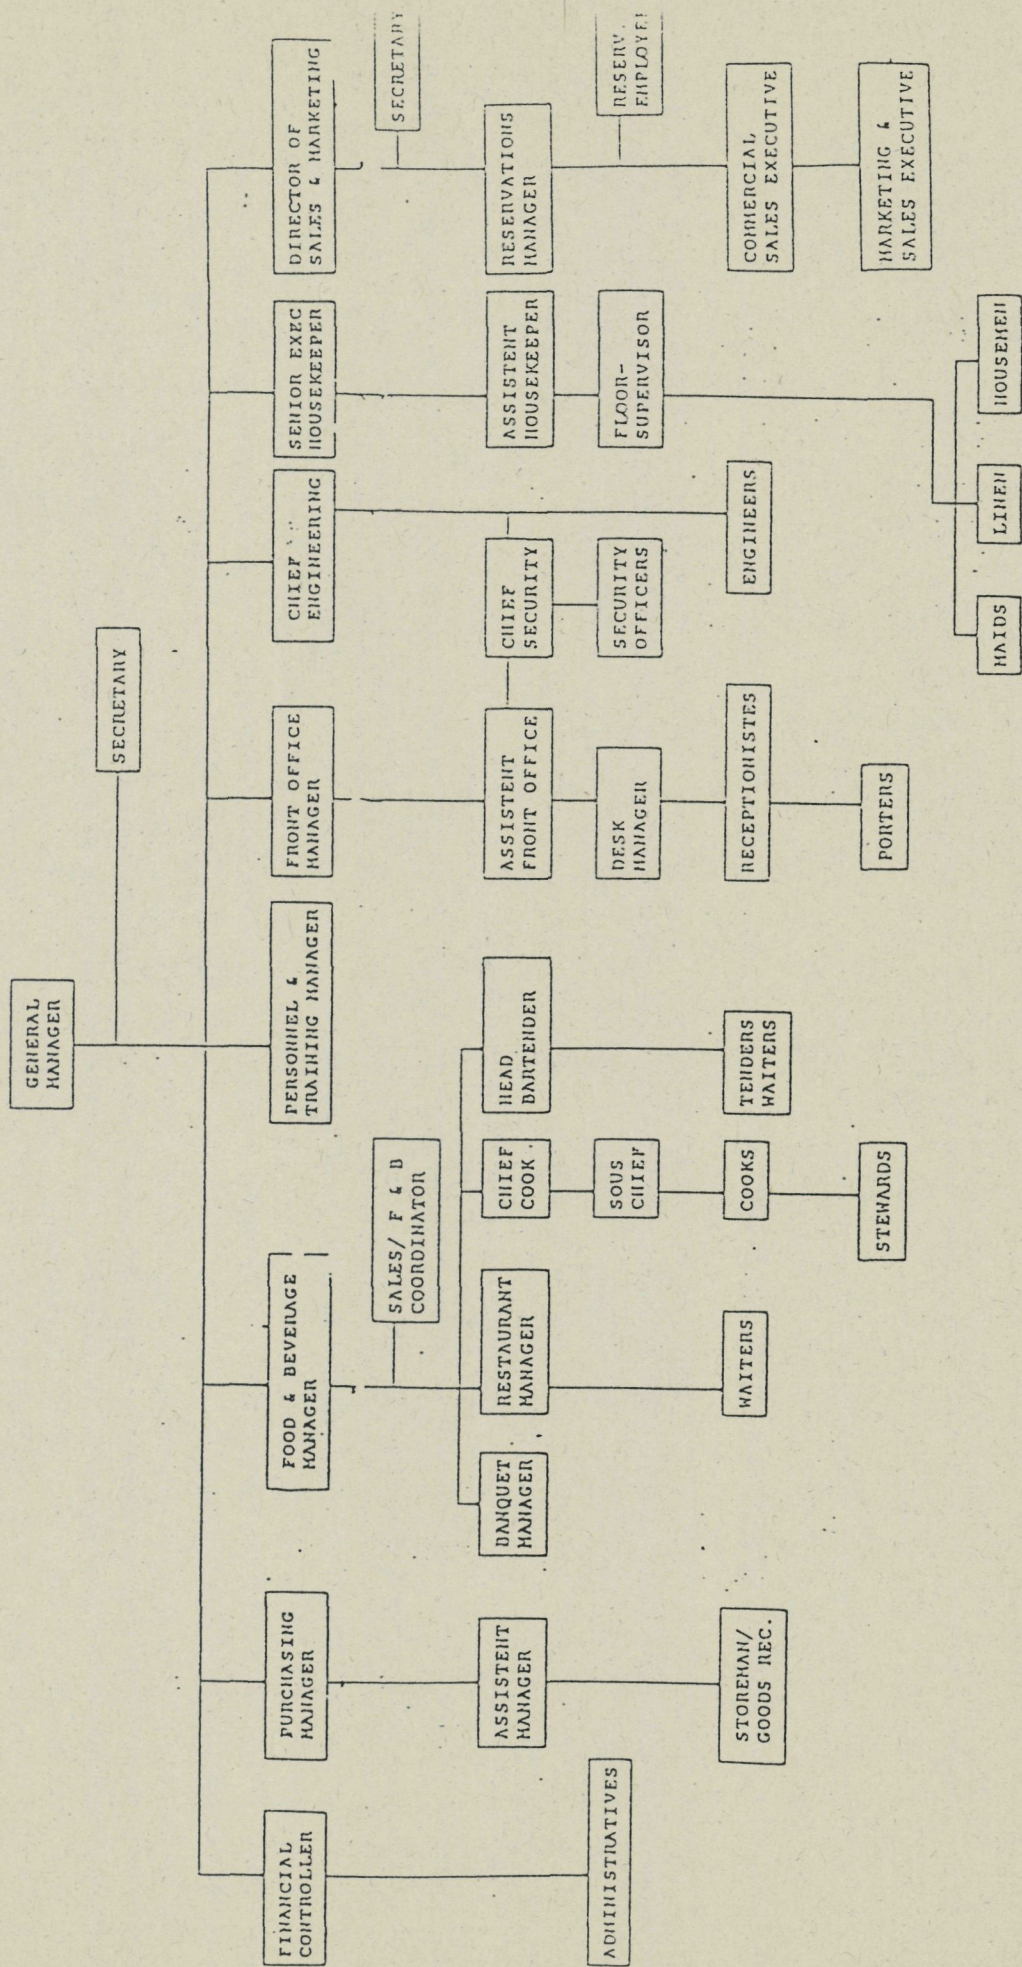 GENERAL
MANAGER
SECRETARY
FINANCIAL
CONTROLLER
PURCHASING
MANAGER
FOOD & BEVERAGE
MANAGER
PERSONNEL &
TRAINING MANAGER
FRONT OFFICE
MANAGER
CHIEF
ENGINEERING
SENIOR EXEC
HOUSEKEEPER
DIRECTOR OF
SALES & MARKETING
SALES/ F & B
COORDINATOR
SECRETARY
ASSISTENT
MANAGER
BANQUET
MANAGER
RESTAURANT
MANAGER
CHIEF
COOK
HEAD
BARTENDER
ASSISTENT
FRONT OFFICE
CHIEF
SECURITY
ASSISTENT
HOUSEKEEPER
RESERVATIONS
MANAGER
ADMINISTRATIVES
SOUS
CHIEF
DESK
MANAGER
SECURITY
OFFICERS
FLOOR-
SUPERVISOR
RESERV.
STOREMAN/
GOODS REC.
WAITERS
COOKS
TENDERS
WAITERS
RECEPTIONISTES
ENGINEERS
COMMERCIAL
SALES EXECUTIVE
STEWARDS
PORTERS
MARKETING &
SALES EXECUTIVE
MAIDS
LINEN
HOUSEMEN